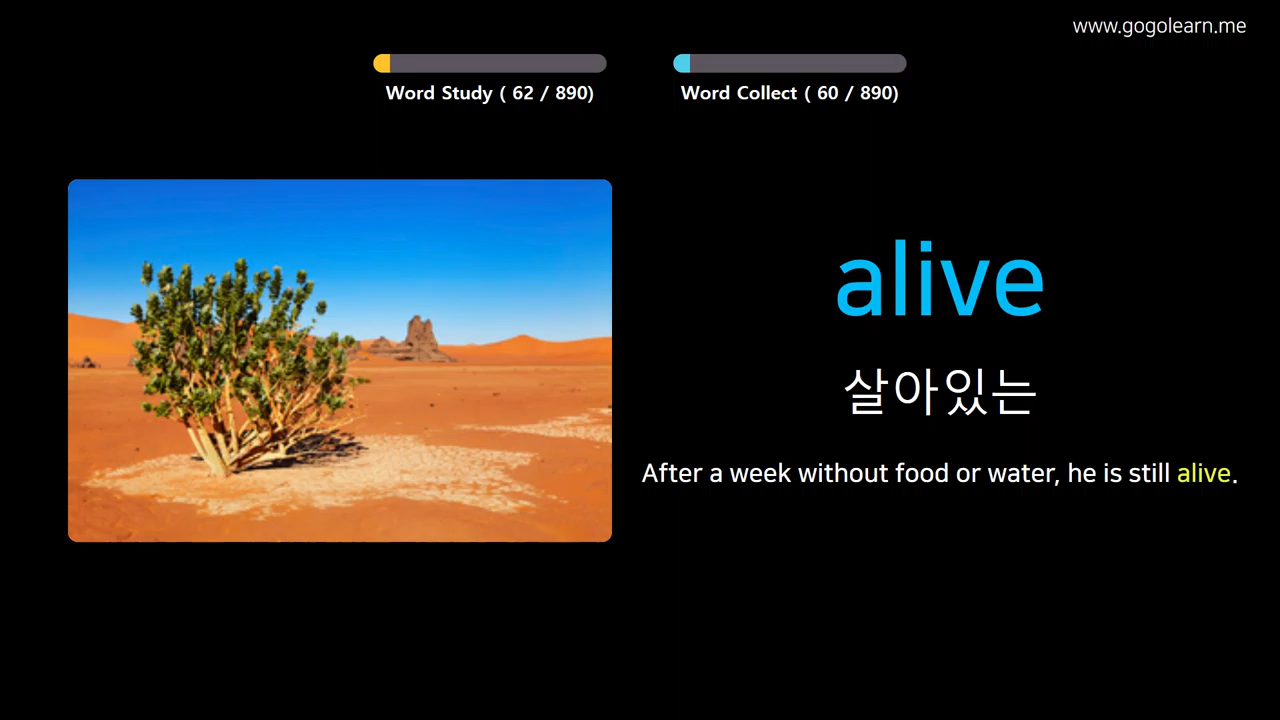 www.gogolearn.me
Word Study ( 62 / 890)
Word Collect ( 60 / 890)
alive
살아있는
After a week without food or water, he is still alive.